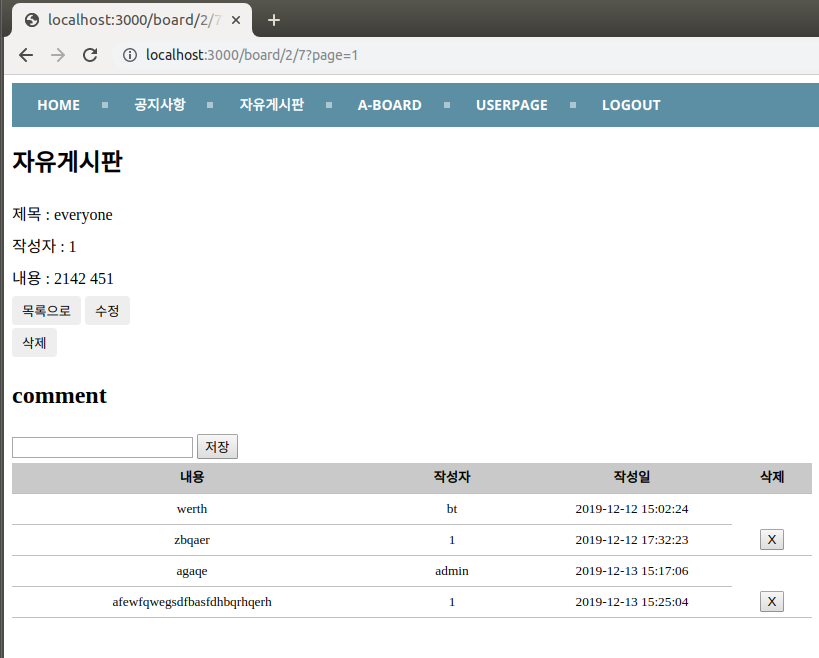 localhost:3000/board/2/7
localhost:3000/board/2/7?page=1
HOME 공지사항 자유게시판 A-BOARD USERPAGE LOGOUT
자유게시판
제목 : everyone
작성자 : 1
내용 : 2142 451
목록으로 수정
삭제
comment
저장
내용 작성자 작성일 삭제
werth bt 2019-12-12 15:02:24
zbqaer 1 2019-12-12 17:32:23 X
agaqe admin 2019-12-13 15:17:06
afewfqwegsdfbasfdhbqrhqerh 1 2019-12-13 15:25:04 X